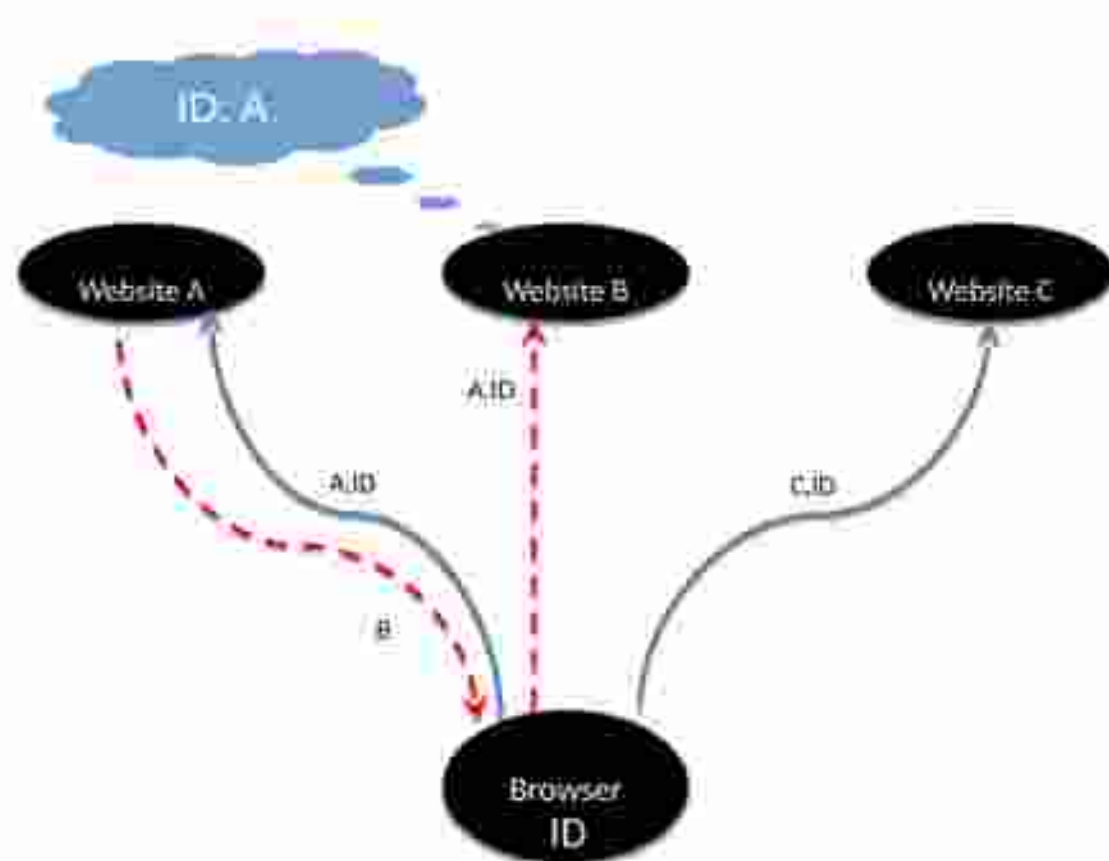 ID: A
Website A
Website B
Website C
A,ID
A,ID
C,ID
B
Browser
ID